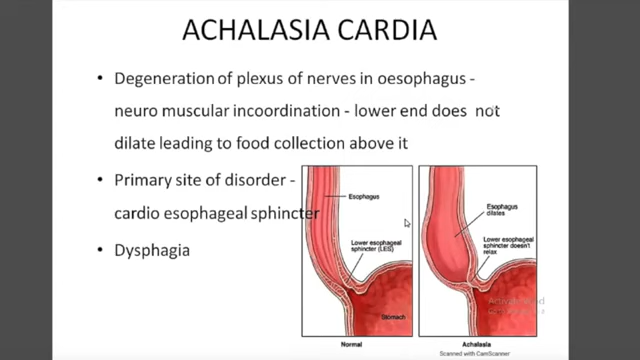 ACHALASIA CARDIA
• Degeneration of plexus of nerves in oesophagus -
neuro muscular incoordination - lower end does not
dilate leading to food collection above it
• Primary site of disorder -
cardio esophageal sphincter
• Dysphagia
Esophagus
Lower esophageal
sphincter (LES)
Stomach
Normal
Esophagus
dilates
Lower esophageal
sphincter doesn't
relax
Achalasia
Scanned with CamScanner